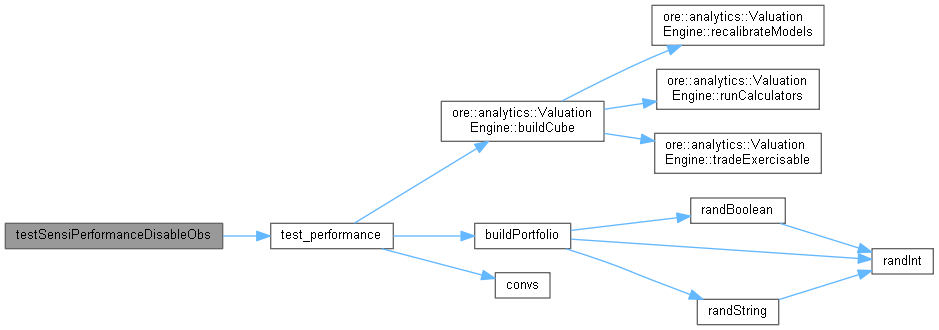 ore::analytics::Valuation
Engine::recalibrateModels
ore::analytics::Valuation
Engine::runCalculators
ore::analytics::Valuation
Engine::buildCube
ore::analytics::Valuation
Engine::tradeExercisable
testSensiPerformanceDisableObs
test_performance
buildPortfolio
randBoolean
randInt
convs
randString